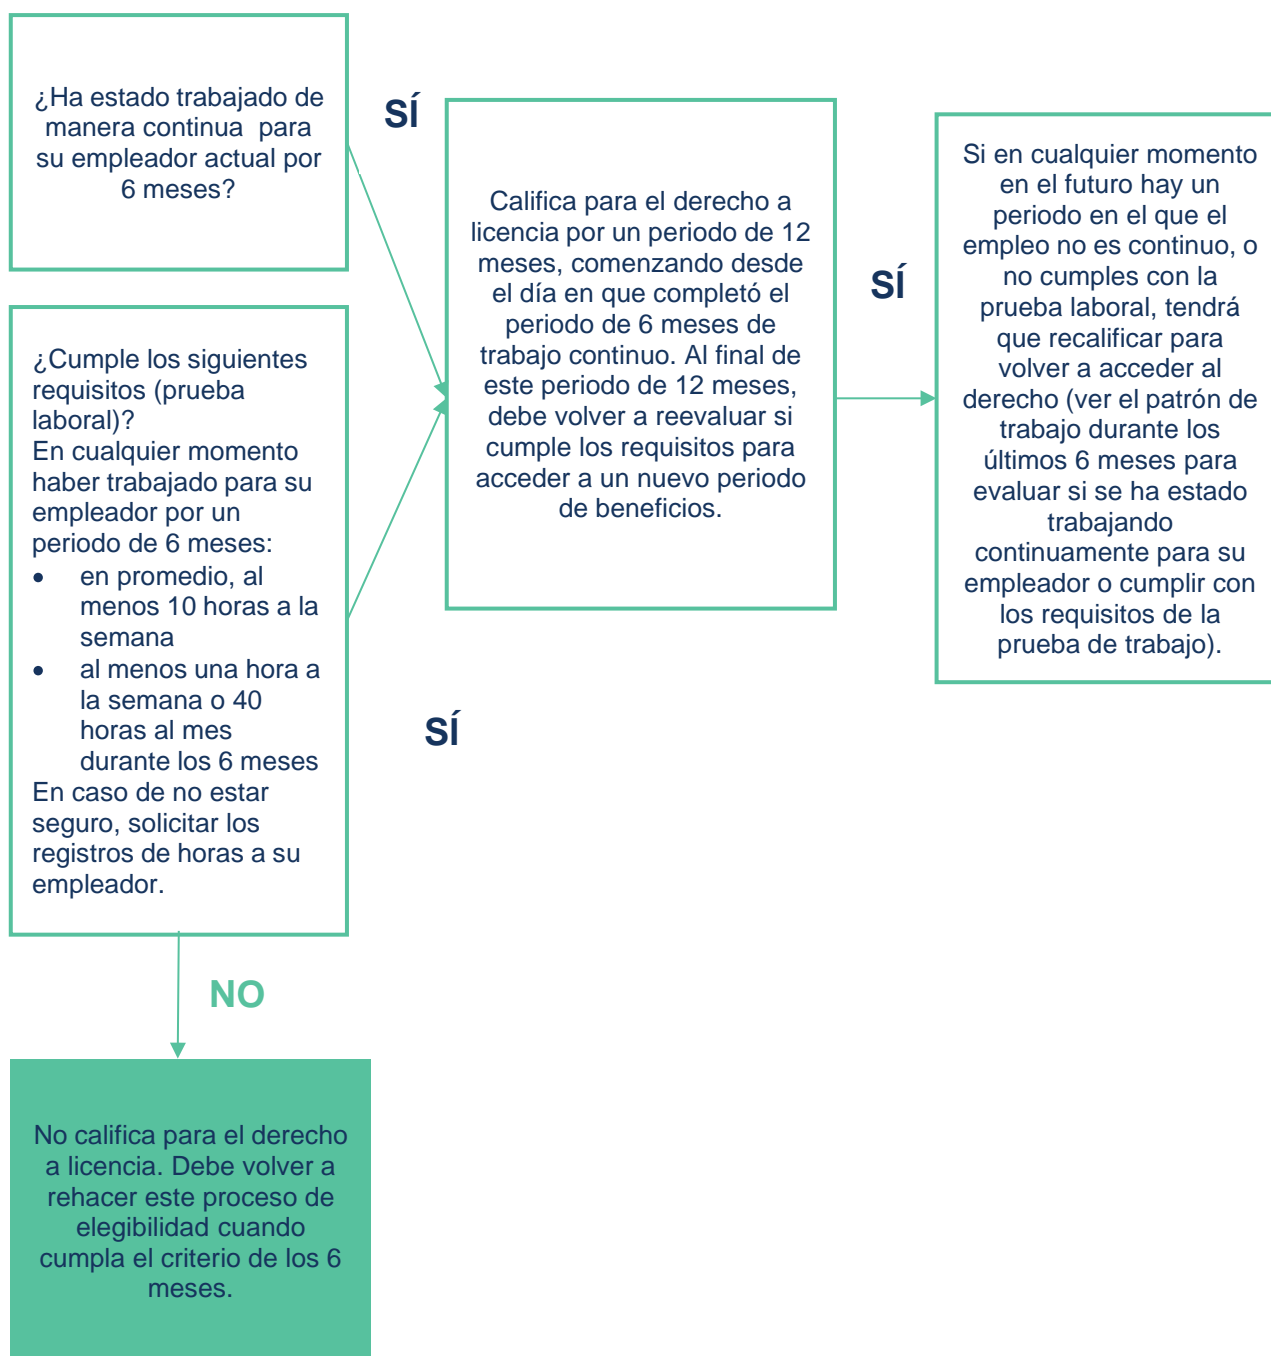 ¿Ha estado trabajado de
manera continua  para
su empleador actual por
6 meses?
SÍ
¿Cumple los siguientes
requisitos (prueba
laboral)?
En cualquier momento
haber trabajado para su
empleador por un
periodo de 6 meses:
• en promedio, al
menos 10 horas a la
semana
• al menos una hora a
la semana o 40
horas al mes
durante los 6 meses
En caso de no estar
seguro, solicitar los
registros de horas a su
empleador.
SÍ
NO
No califica para el derecho
a licencia. Debe volver a
rehacer este proceso de
elegibilidad cuando
cumpla el criterio de los 6
meses.
Califica para el derecho a
licencia por un periodo de 12
meses, comenzando desde
el día en que completó el
periodo de 6 meses de
trabajo continuo. Al final de
este periodo de 12 meses,
debe volver a reevaluar si
cumple los requisitos para
acceder a un nuevo periodo
de beneficios.
SÍ
Si en cualquier momento
en el futuro hay un
periodo en el que el
empleo no es continuo, o
no cumples con la
prueba laboral, tendrá
que recalificar para
volver a acceder al
derecho (ver el patrón de
trabajo durante los
últimos 6 meses para
evaluar si se ha estado
trabajando
continuamente para su
empleador o cumplir con
los requisitos de la
prueba de trabajo).